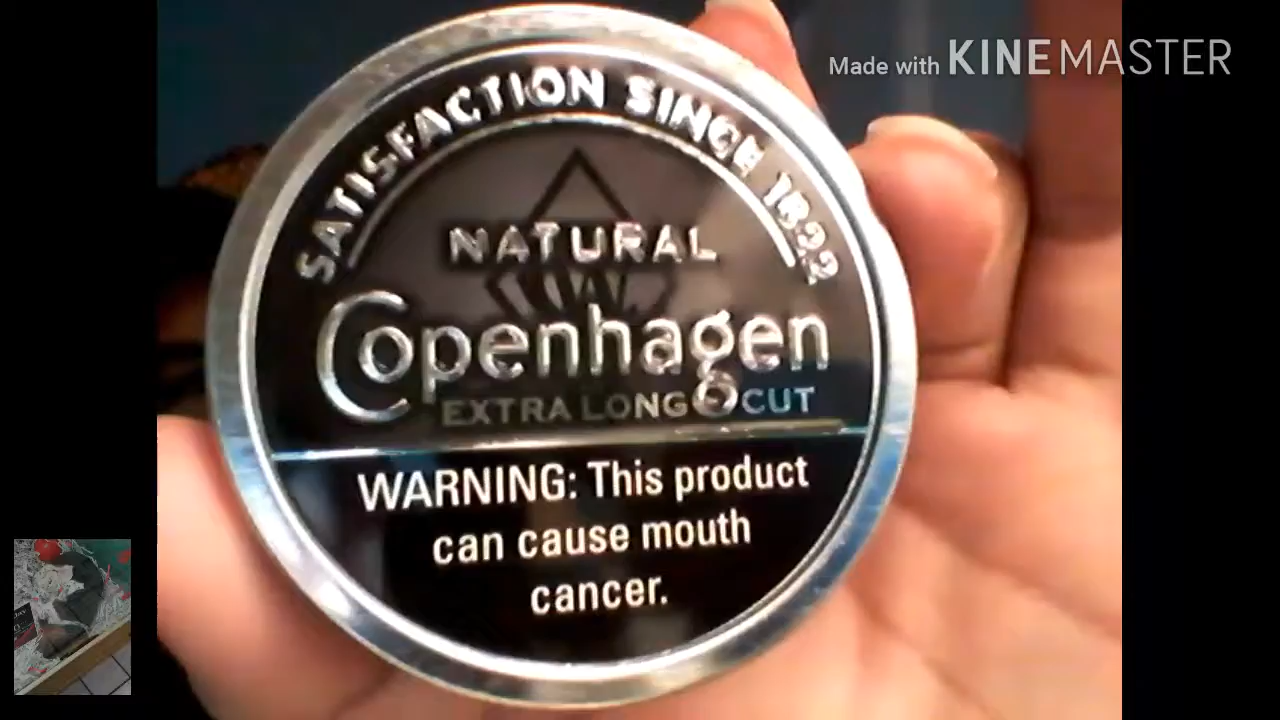 Made with KINEMASTER
SATISFACTION SINCE 1822
NATURAL
Copenhagen
EXTRA LONG CUT
WARNING: This product
can cause mouth
cancer.